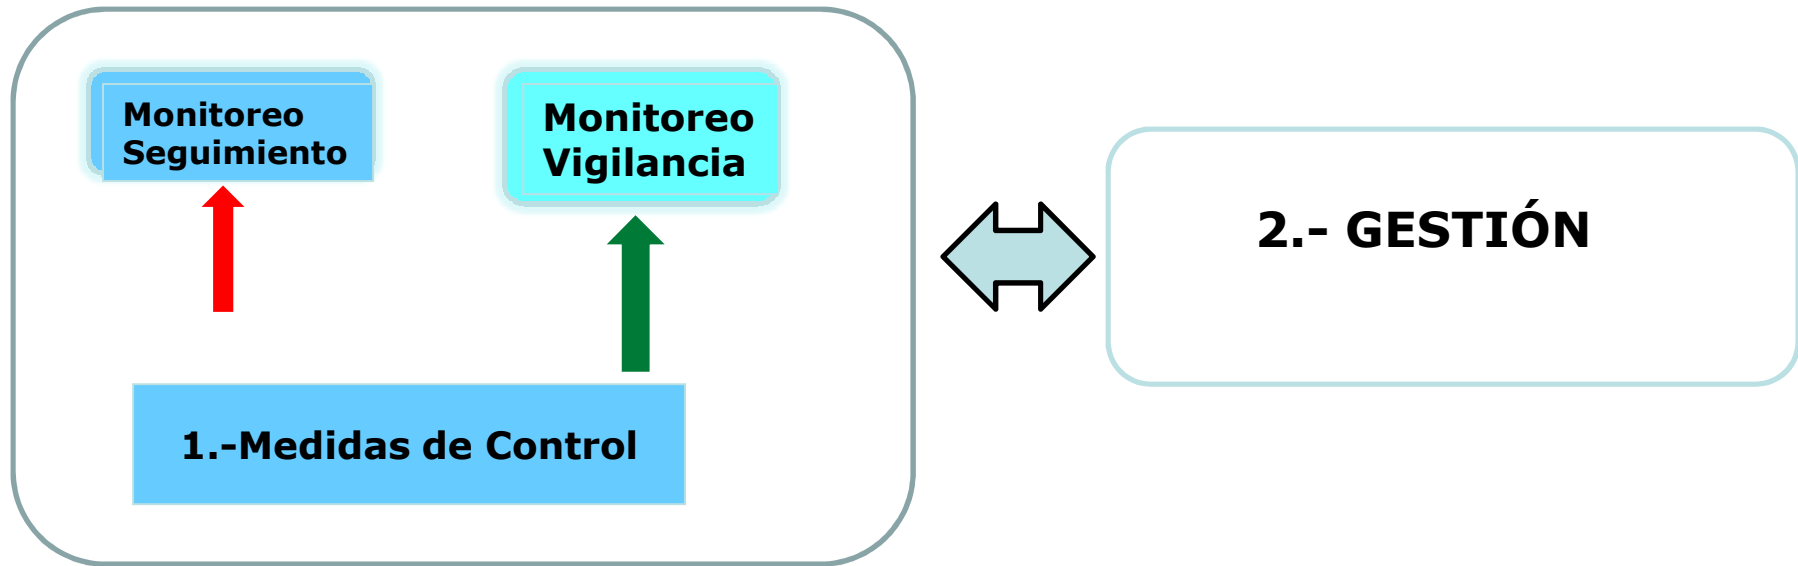 Monitoreo
Seguimiento
Monitoreo
Vigilancia
2.- GESTIÓN
1.-Medidas de Control